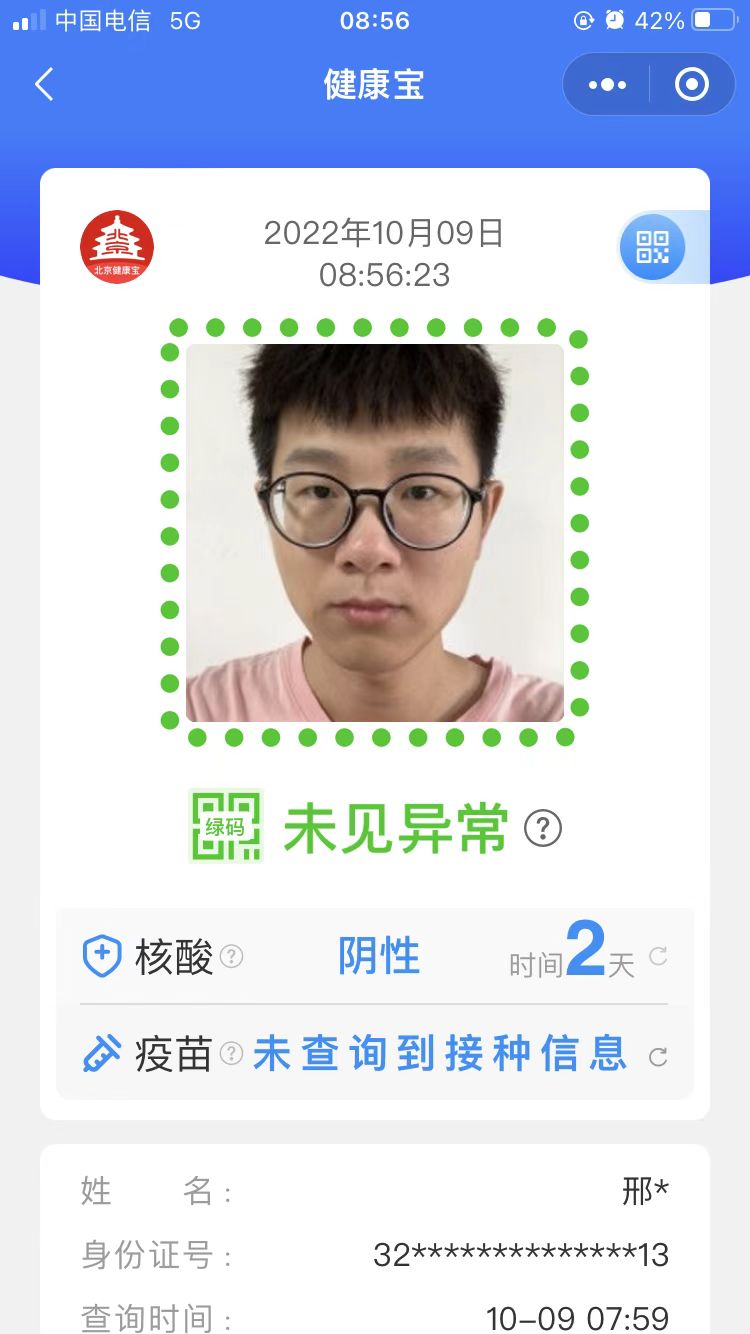 中国电信 5G 08:56 42%
健康宝
2022年10月09日
08:56:23
北京健康宝
绿码 未见异常 ?
核酸 ? 阴性 时间2天
疫苗 ? 未查询到接种信息
姓名： 邢*
身份证号： 32**************13
查询时间： 10-09 07:59